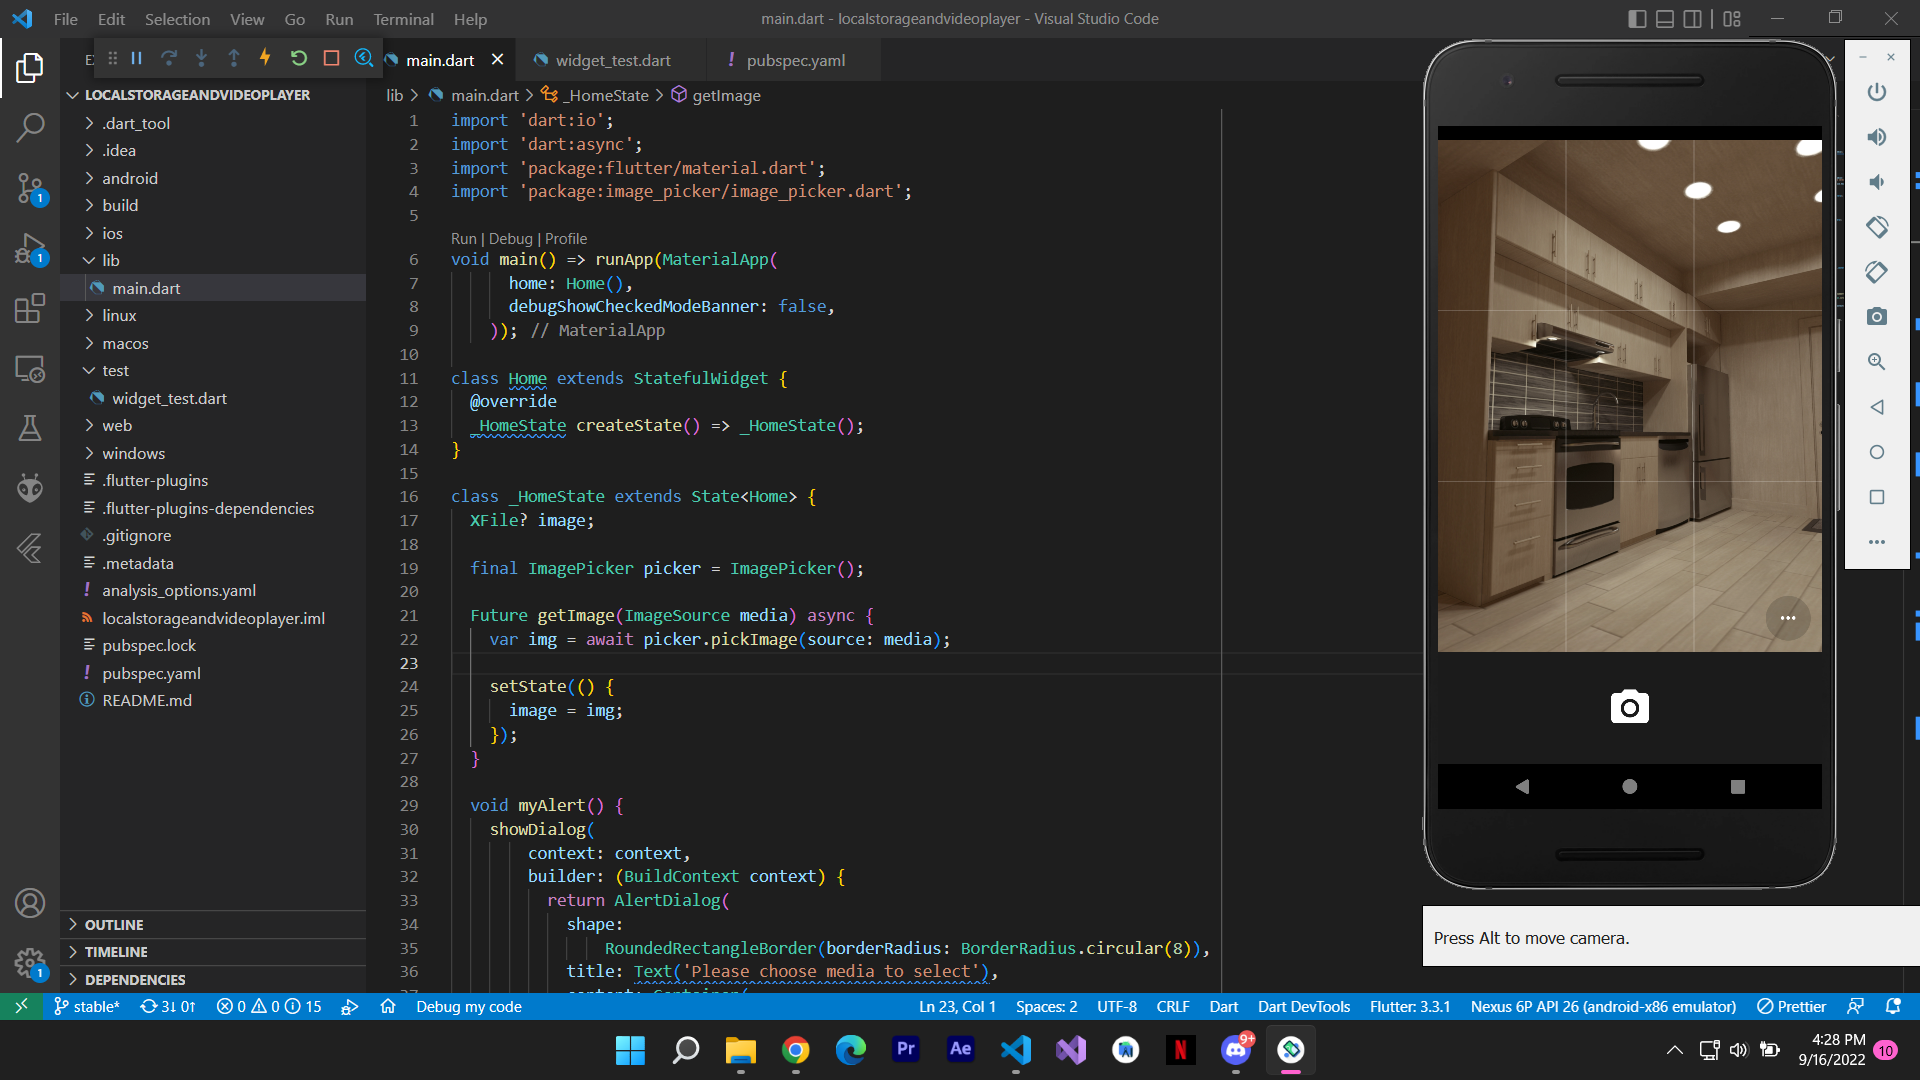 File Edit Selection View Go Run Terminal Help
main.dart - localstorageandvideoplayer - Visual Studio Code
main.dart
widget_test.dart
! pubspec.yaml
lib > main.dart > _HomeState > getImage
LOCALSTORAGEANDVIDEOPLAYER
.dart_tool
.idea
android
build
ios
lib
main.dart
linux
macos
test
widget_test.dart
web
windows
.flutter-plugins
.flutter-plugins-dependencies
.gitignore
.metadata
! analysis_options.yaml
localstorageandvideoplayer.iml
pubspec.lock
! pubspec.yaml
README.md
OUTLINE
TIMELINE
DEPENDENCIES
1
1
1
1 import 'dart:io';
2 import 'dart:async';
3 import 'package:flutter/material.dart';
4 import 'package:image_picker/image_picker.dart';
5
Run | Debug | Profile
6 void main() => runApp(MaterialApp(
7 home: Home(),
8 debugShowCheckedModeBanner: false,
9 )); // MaterialApp
10
11 class Home extends StatefulWidget {
12 @override
13 _HomeState createState() => _HomeState();
14 }
15
16 class _HomeState extends State<Home> {
17 XFile? image;
18
19 final ImagePicker picker = ImagePicker();
20
21 Future getImage(ImageSource media) async {
22 var img = await picker.pickImage(source: media);
23
24 setState(() {
25 image = img;
26 });
27 }
28
29 void myAlert() {
30 showDialog(
31 context: context,
32 builder: (BuildContext context) {
33 return AlertDialog(
34 shape:
35 RoundedRectangleBorder(borderRadius: BorderRadius.circular(8)),
36 title: Text('Please choose media to select'),
Press Alt to move camera.
stable* 3↓ 0↑ 0 0 15 Debug my code
Ln 23, Col 1 Spaces: 2 UTF-8 CRLF Dart Dart DevTools Flutter: 3.3.1 Nexus 6P API 26 (android-x86 emulator) Prettier
Pr
Ae
N
9+
4:28 PM
9/16/2022
10